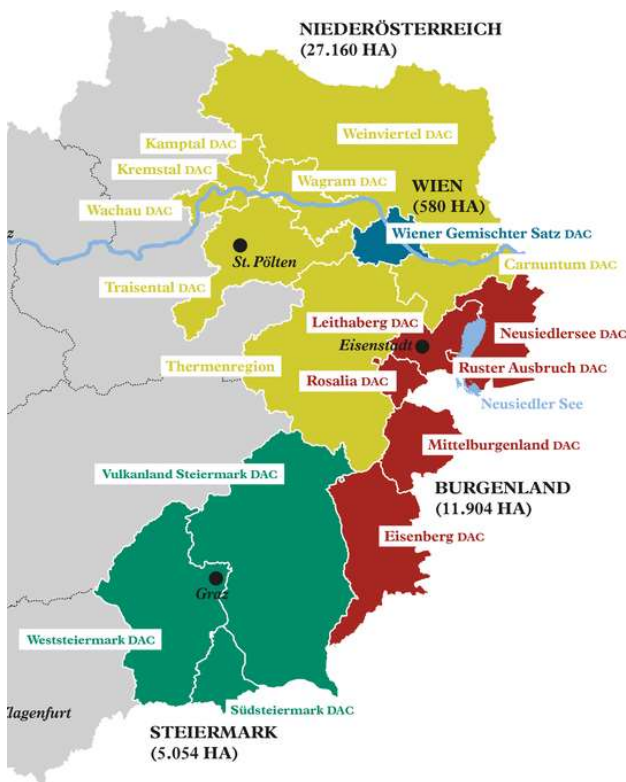 NIEDERÖSTERREICH
(27.160 HA)
Kamptal DAC
Weinviertel DAC
Kremstal DAC
Wagram DAC
WIEN
(580 HA)
Wachau DAC
Wiener Gemischter Satz DAC
St. Pölten
Carnuntum DAC
Traisental DAC
Leithaberg DAC
Neusiedlersee DAC
Eisenstadt
Thermenregion
Ruster Ausbruch DAC
Rosalia DAC
Neusiedler See
Mittelburgenland DAC
Vulkanland Steiermark DAC
BURGENLAND
(11.904 HA)
Eisenberg DAC
Graz
Weststeiermark DAC
Südsteiermark DAC
lagenfurt
STEIERMARK
(5.054 HA)